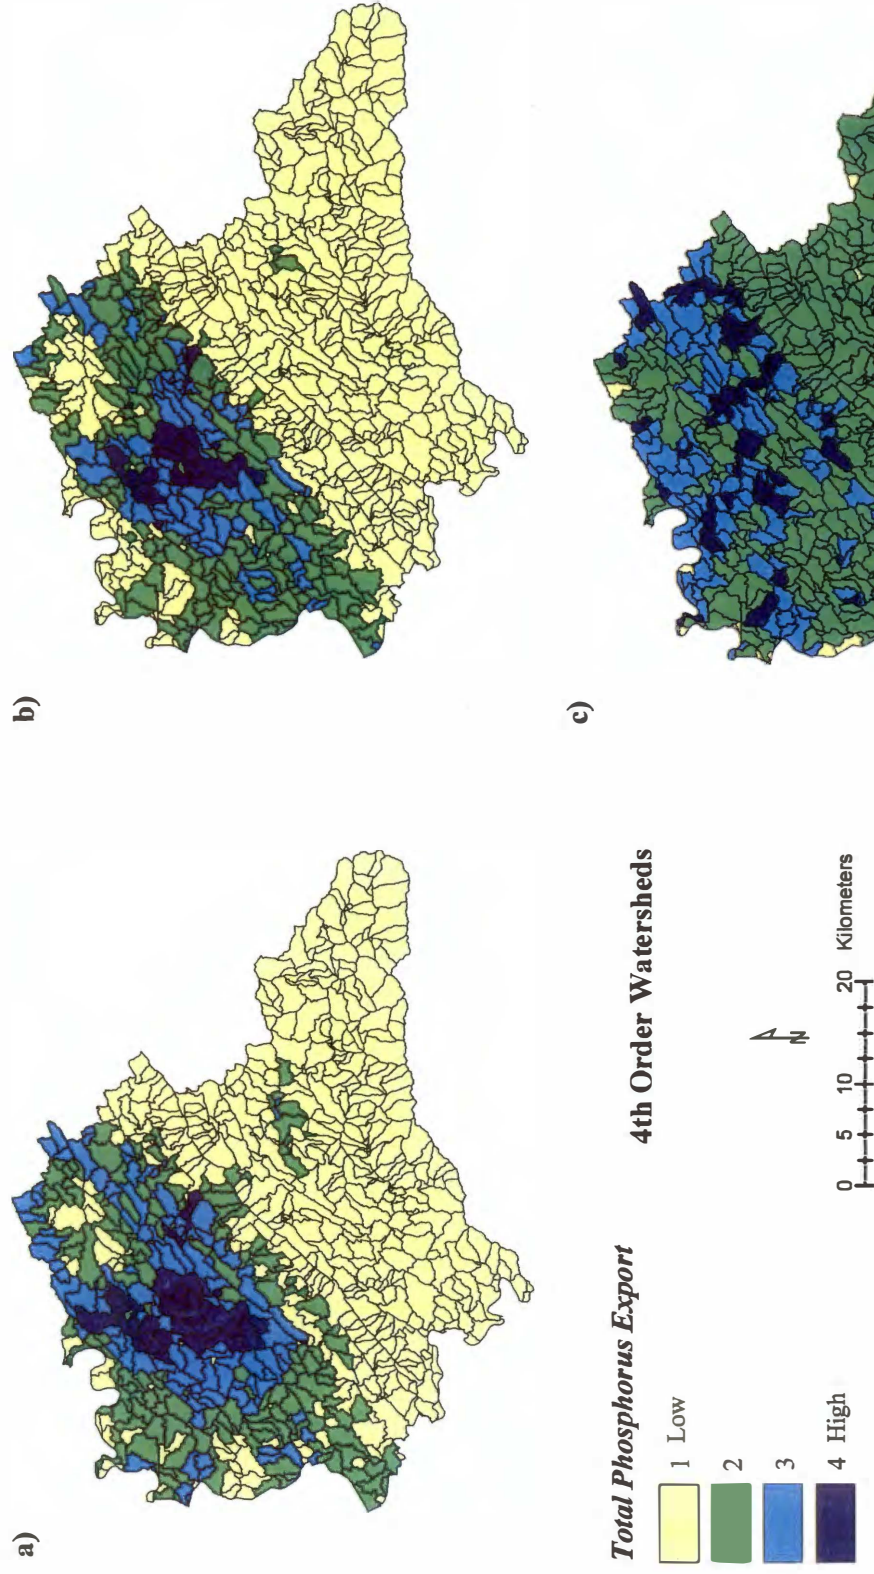 a)
b)
c)
Total Phosphorus Export
1 Low
2
3
4 High
4th Order Watersheds
N
0 5 10 20 Kilometers